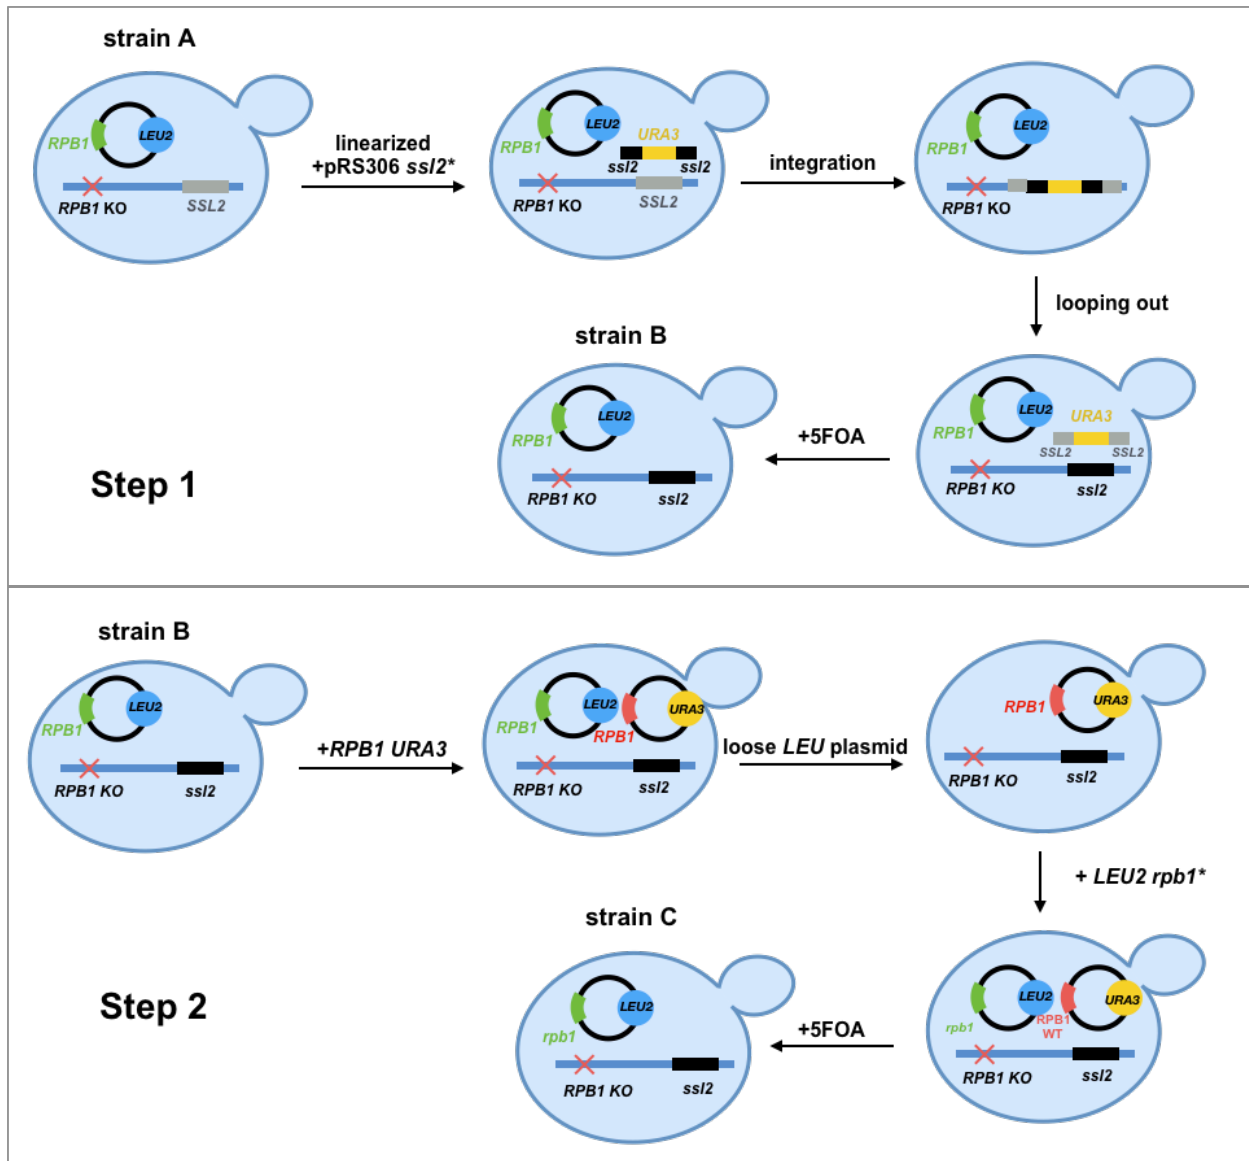 strain A
RPB1
LEU2
RPB1 KO
SSL2
linearized
+pRS306 ssl2*
RPB1
LEU2
URA3
ssl2
ssl2
RPB1 KO
SSL2
integration
RPB1
LEU2
RPB1 KO
looping out
strain B
RPB1
LEU2
RPB1 KO
ssl2
+5FOA
RPB1
LEU2
URA3
SSL2
SSL2
RPB1 KO
ssl2
Step 1
strain B
RPB1
LEU2
RPB1 KO
ssl2
+RPB1 URA3
RPB1
LEU2
RPB1
URA3
RPB1 KO
ssl2
loose LEU plasmid
RPB1
URA3
RPB1 KO
ssl2
+ LEU2 rpb1*
strain C
rpb1
LEU2
RPB1 KO
ssl2
+5FOA
rpb1
LEU2
RPB1
WT
URA3
RPB1 KO
ssl2
Step 2